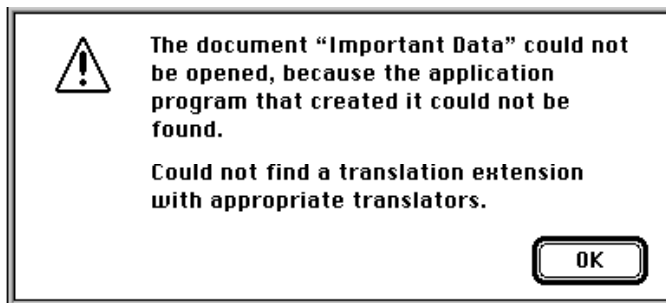 The document “Important Data” could not
be opened, because the application
program that created it could not be
found.
Could not find a translation extension
with appropriate translators.
OK